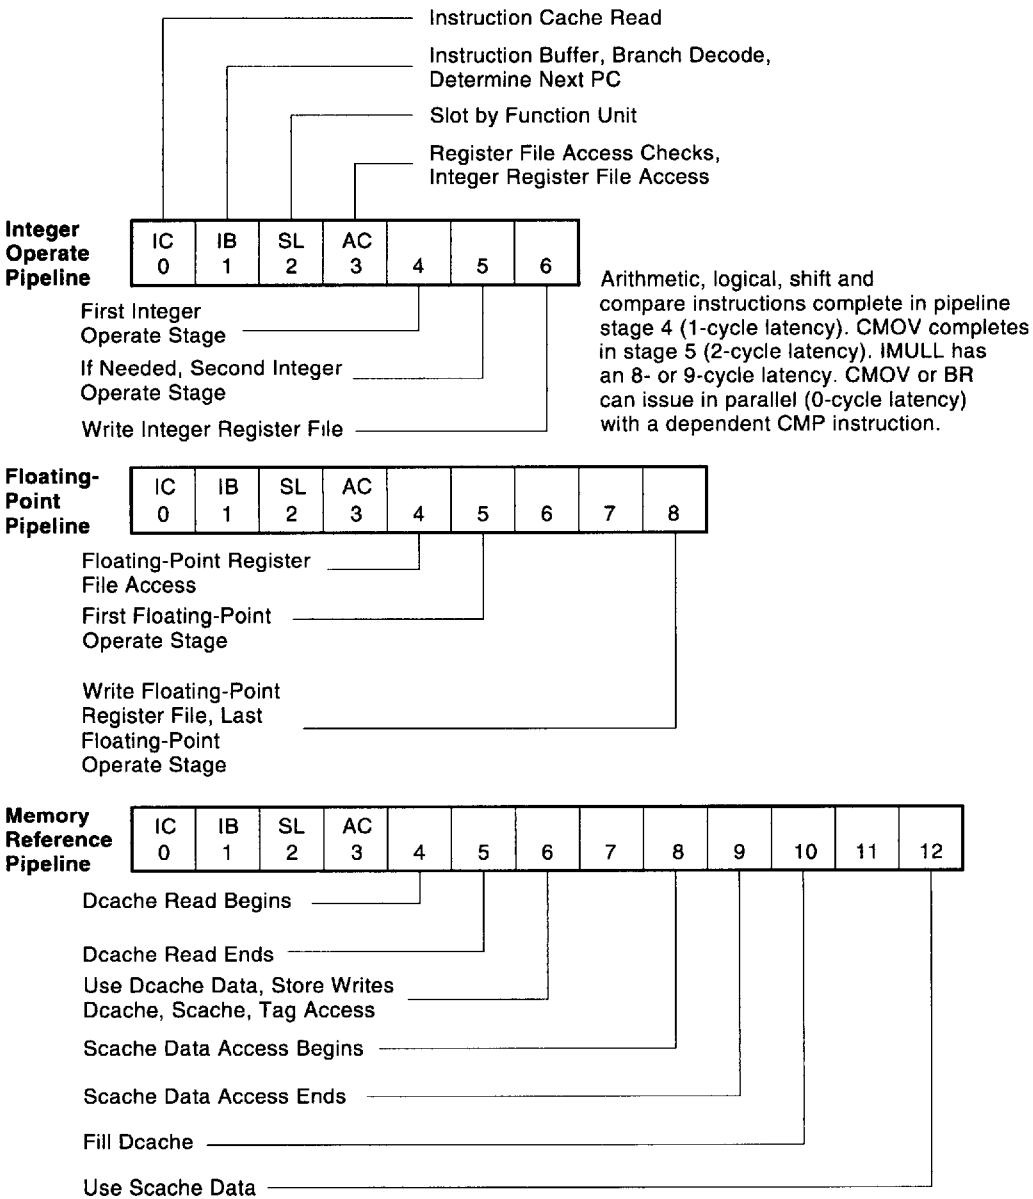 Instruction Cache Read
Instruction Buffer, Branch Decode,
Determine Next PC
Slot by Function Unit
Register File Access Checks,
Integer Register File Access
Integer
Operate
Pipeline
IC IB SL AC
0 1 2 3 4 5 6
First Integer
Operate Stage
If Needed, Second Integer
Operate Stage
Write Integer Register File
Arithmetic, logical, shift and
compare instructions complete in pipeline
stage 4 (1-cycle latency). CMOV completes
in stage 5 (2-cycle latency). IMULL has
an 8- or 9-cycle latency. CMOV or BR
can issue in parallel (0-cycle latency)
with a dependent CMP instruction.
Floating-
Point
Pipeline
IC IB SL AC
0 1 2 3 4 5 6 7 8
Floating-Point Register
File Access
First Floating-Point
Operate Stage
Write Floating-Point
Register File, Last
Floating-Point
Operate Stage
Memory
Reference
Pipeline
IC IB SL AC
0 1 2 3 4 5 6 7 8 9 10 11 12
Dcache Read Begins
Dcache Read Ends
Use Dcache Data, Store Writes
Dcache, Scache, Tag Access
Scache Data Access Begins
Scache Data Access Ends
Fill Dcache
Use Scache Data